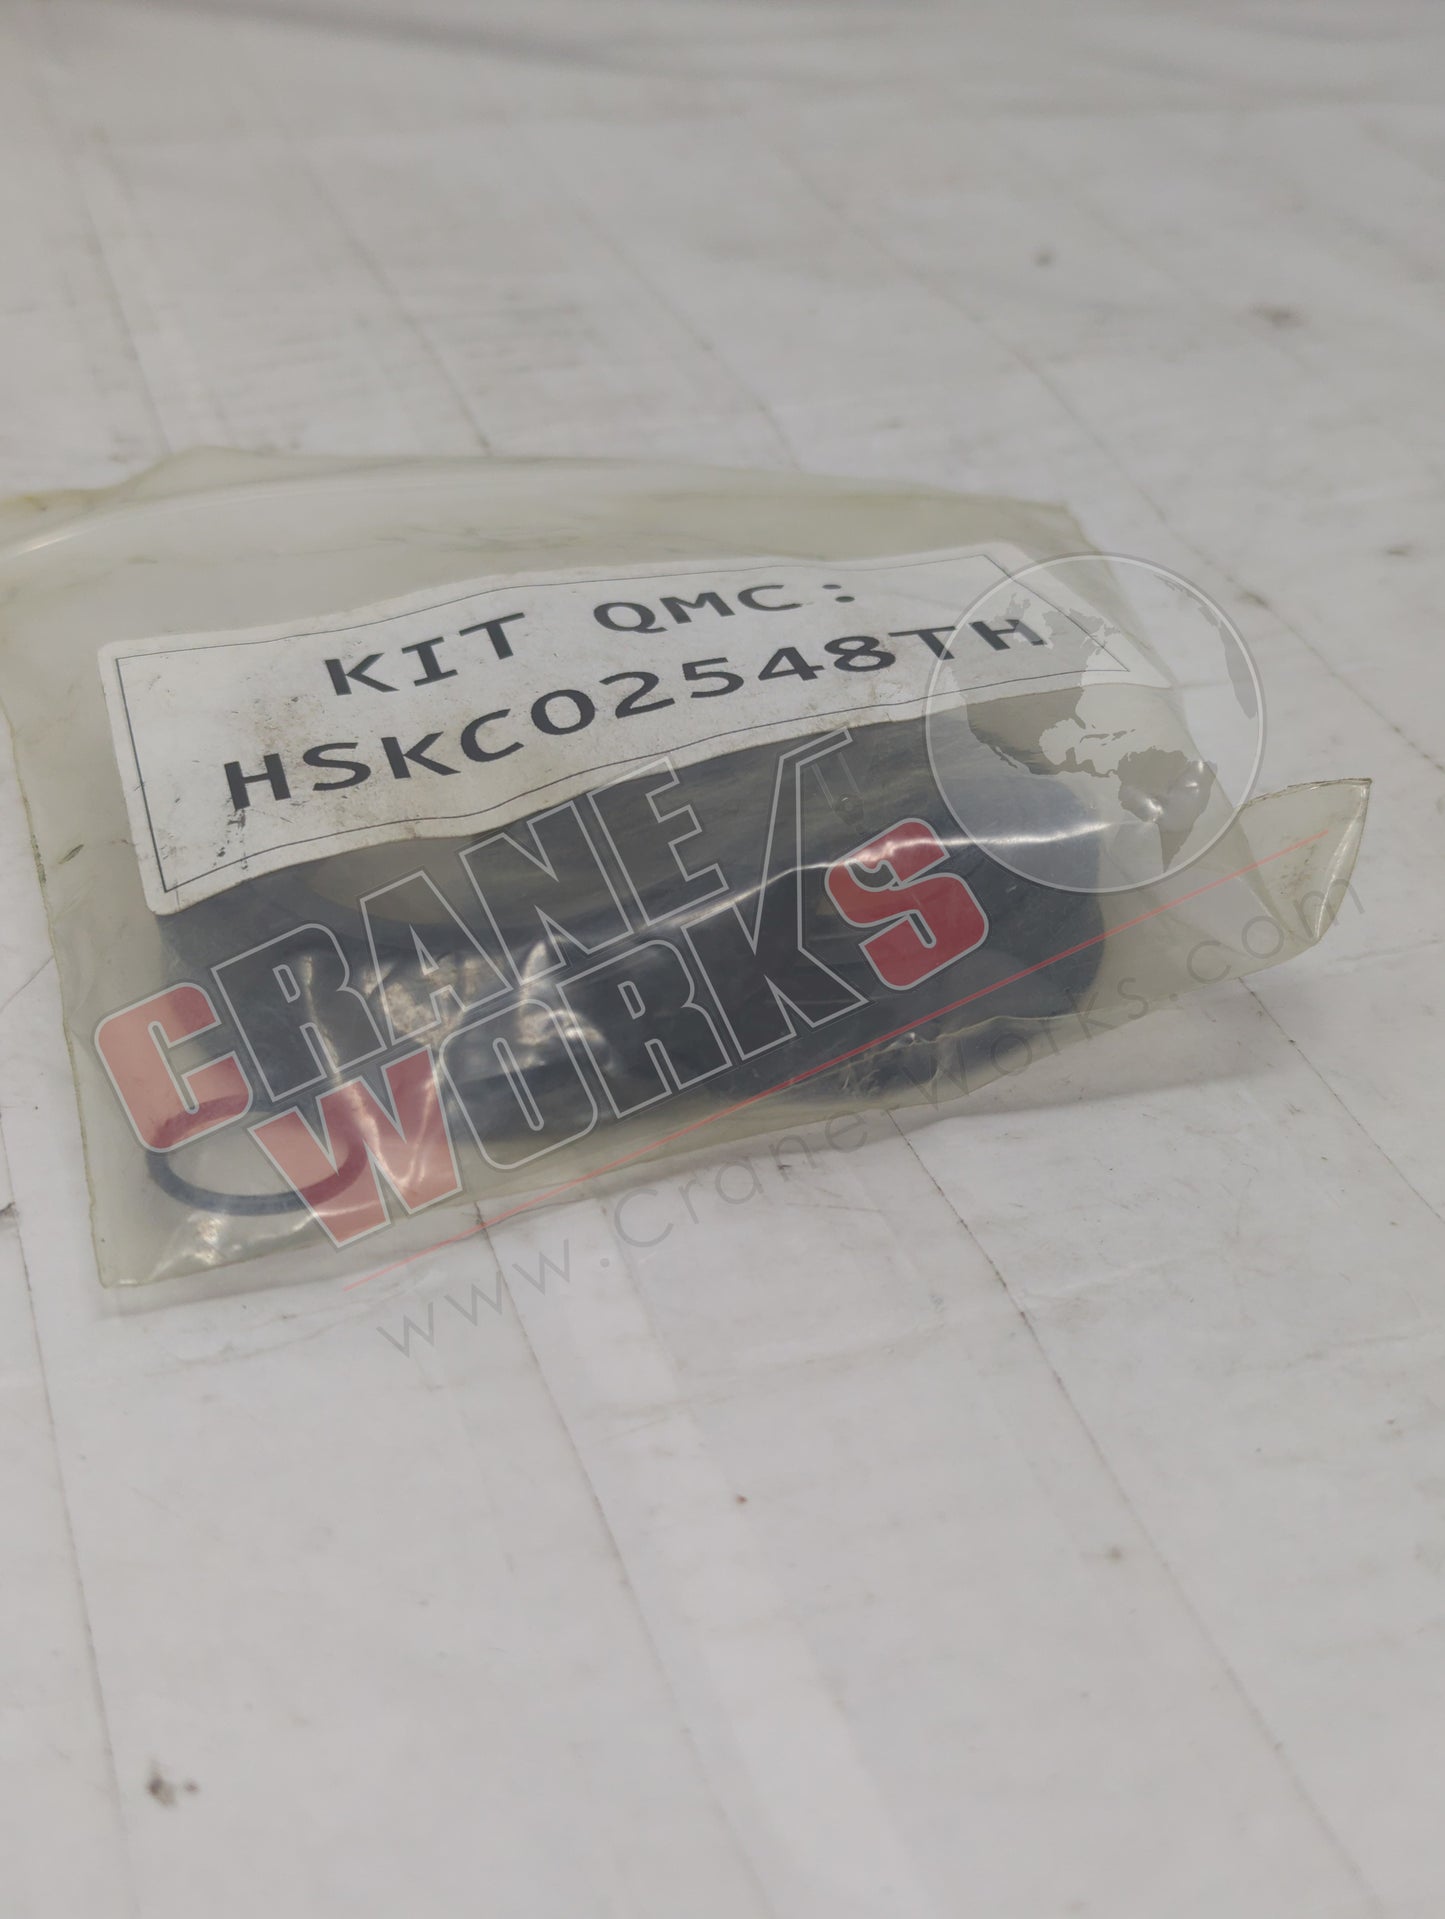 KIT QMC:
HSKC02548TH
CRANE
WORKS
www.CraneWorks.com